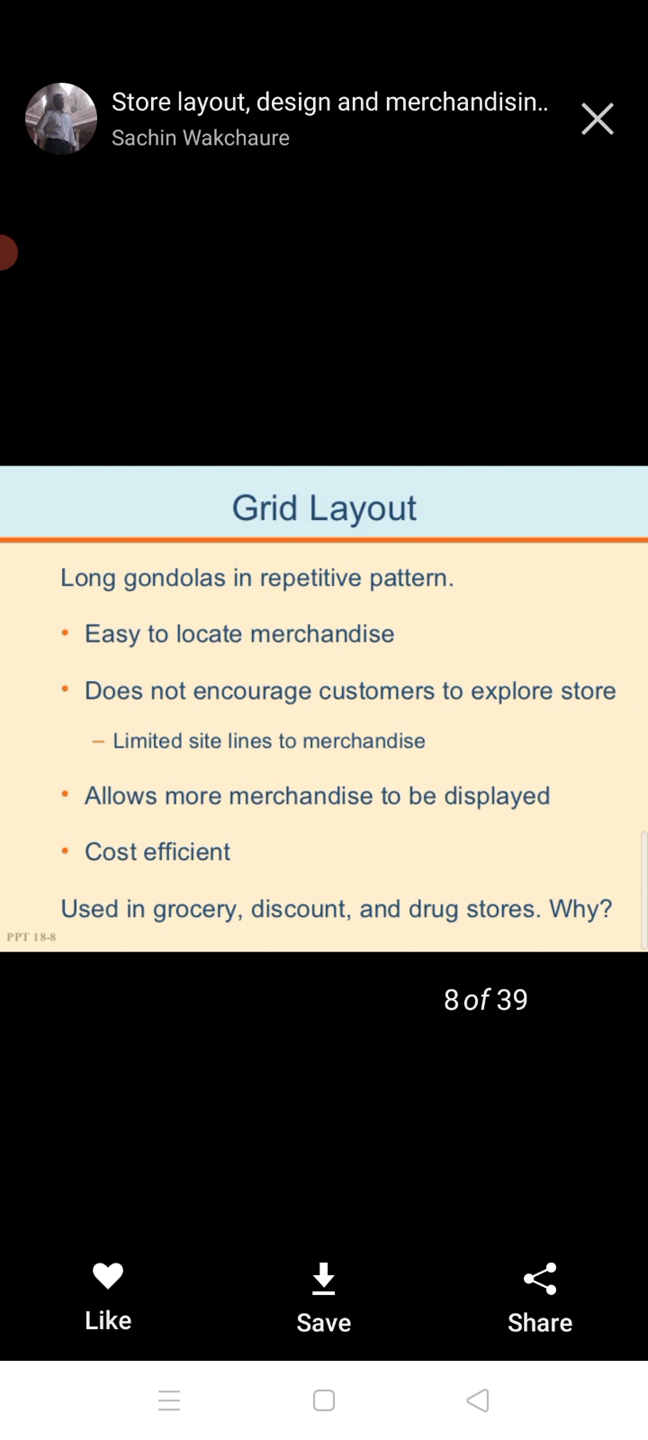 Store layout, design and merchandisin..
Sachin Wakchaure
Grid Layout
Long gondolas in repetitive pattern.
• Easy to locate merchandise
• Does not encourage customers to explore store
– Limited site lines to merchandise
• Allows more merchandise to be displayed
• Cost efficient
Used in grocery, discount, and drug stores. Why?
PPT 18-8
8 of 39
Like
Save
Share